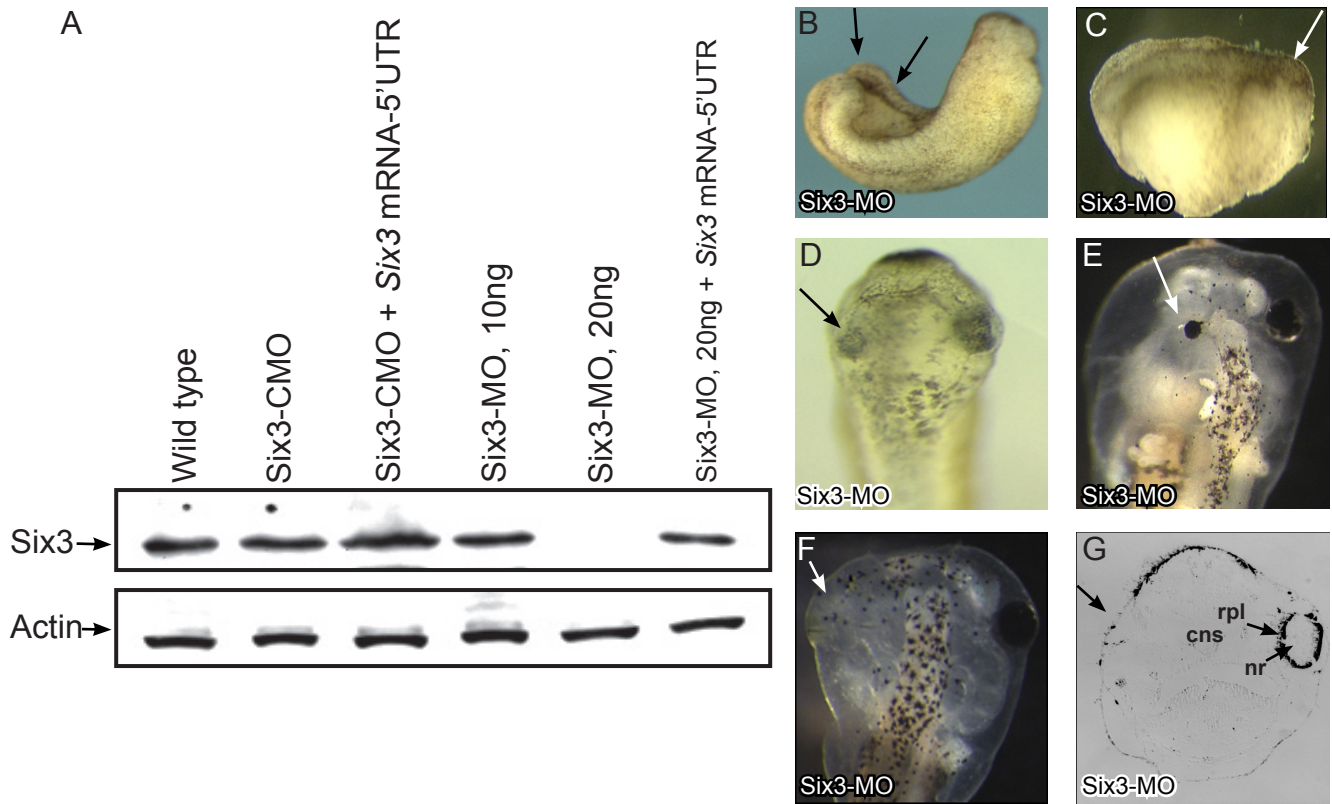 A
Wild type
Six3-CMO
Six3-CMO + Six3 mRNA-5'UTR
Six3-MO, 10ng
Six3-MO, 20ng
Six3-MO, 20ng + Six3 mRNA-5'UTR
Six3
Actin
B
Six3-MO
C
Six3-MO
D
Six3-MO
E
Six3-MO
F
Six3-MO
G
rpl
cns
nr
Six3-MO